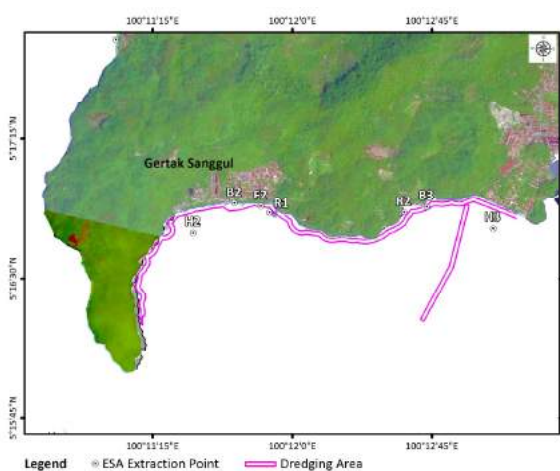 100°11'15" 100°12'0" 100°12'45"
5°17'15"
Gertak Sanggul
B2 F7 R1 R2 B3
H2
5°16'30"
5°15'45"
100°11'15" 100°12'0" 100°12'45"
Legend ESA Extraction Point Dredging Area